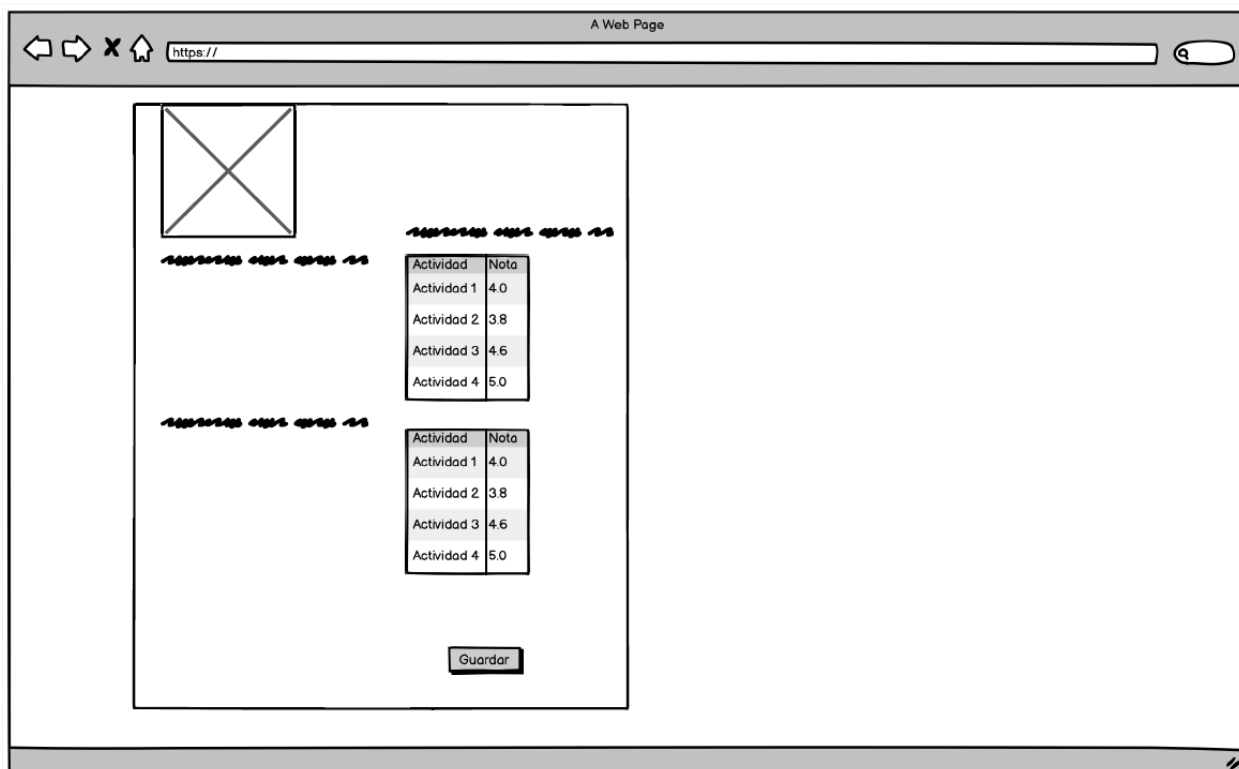 A Web Page
https://
Actividad Nota
Actividad 1 4.0
Actividad 2 3.8
Actividad 3 4.6
Actividad 4 5.0
Actividad Nota
Actividad 1 4.0
Actividad 2 3.8
Actividad 3 4.6
Actividad 4 5.0
Guardar